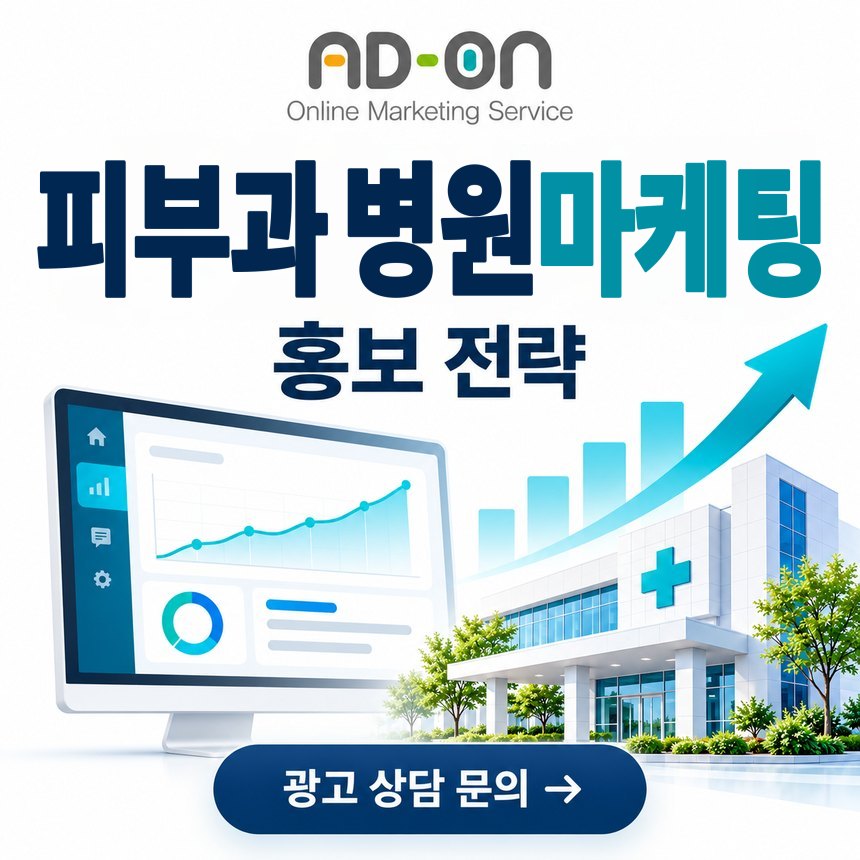 AD-ON
Online Marketing Service
피부과 병원마케팅
홍보 전략
광고 상담 문의 →